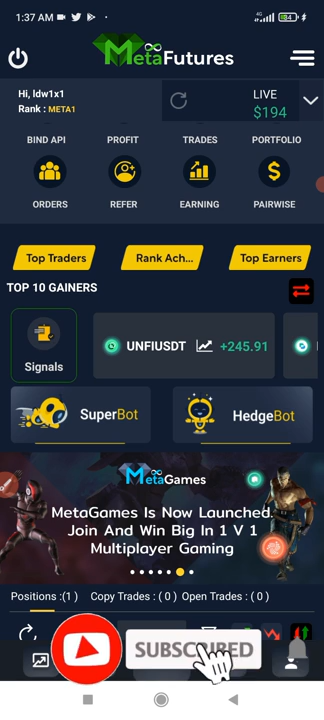 1:37 AM
4G
84
MetaFutures
Hi, ldw1x1
Rank : META1
LIVE
$194
BIND API
PROFIT
TRADES
PORTFOLIO
ORDERS
REFER
EARNING
PAIRWISE
Top Traders
Rank Ach...
Top Earners
TOP 10 GAINERS
Signals
UNFIUSDT
+245.91
SuperBot
HedgeBot
MetaGames
MetaGames Is Now Launched.
Join And Win Big In 1 V 1
Multiplayer Gaming
Positions :(1)
Copy Trades : ( 0 )
Open Trades : ( 0 )
SUBSCRIBED